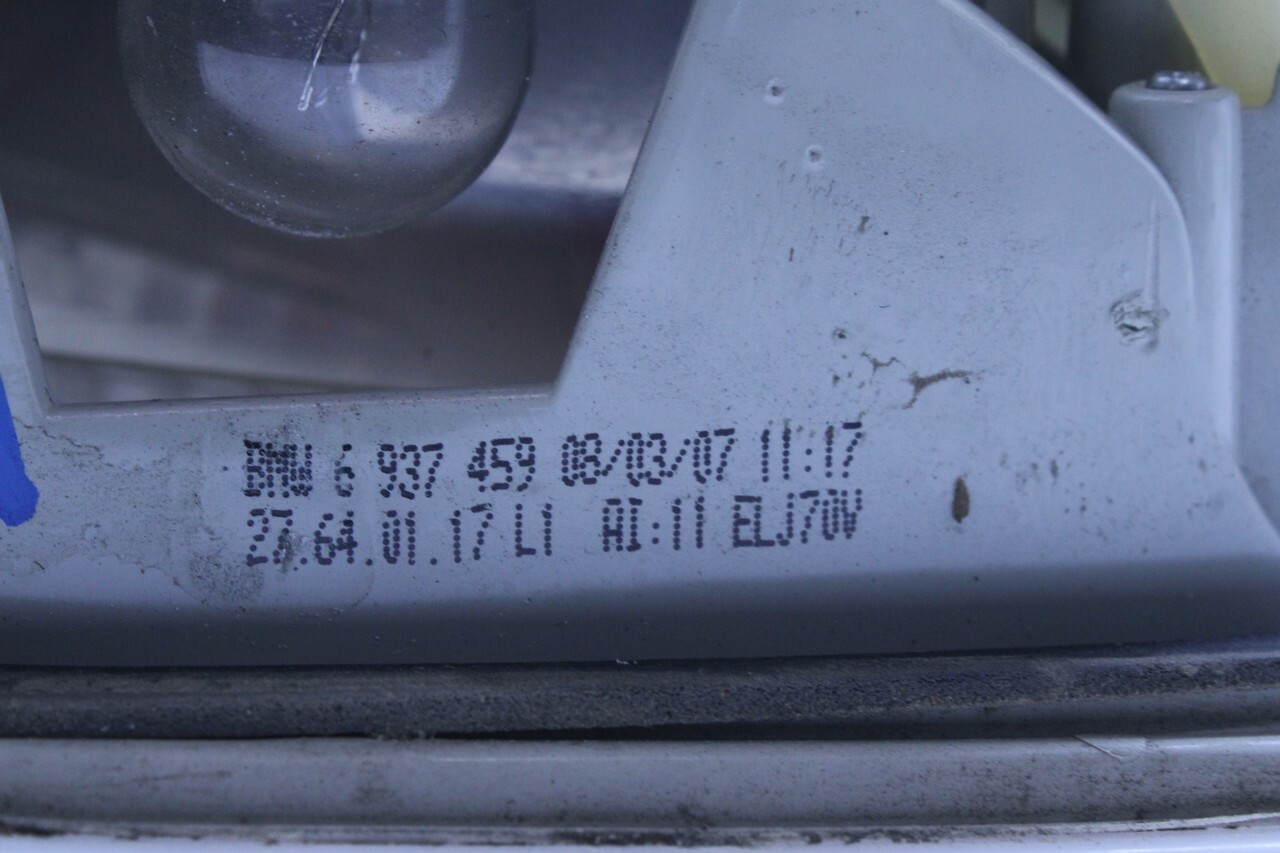 BMW 6 937 459 08/03/07 11:17
27.64.01.17 L1 AI:11 ELJ70V